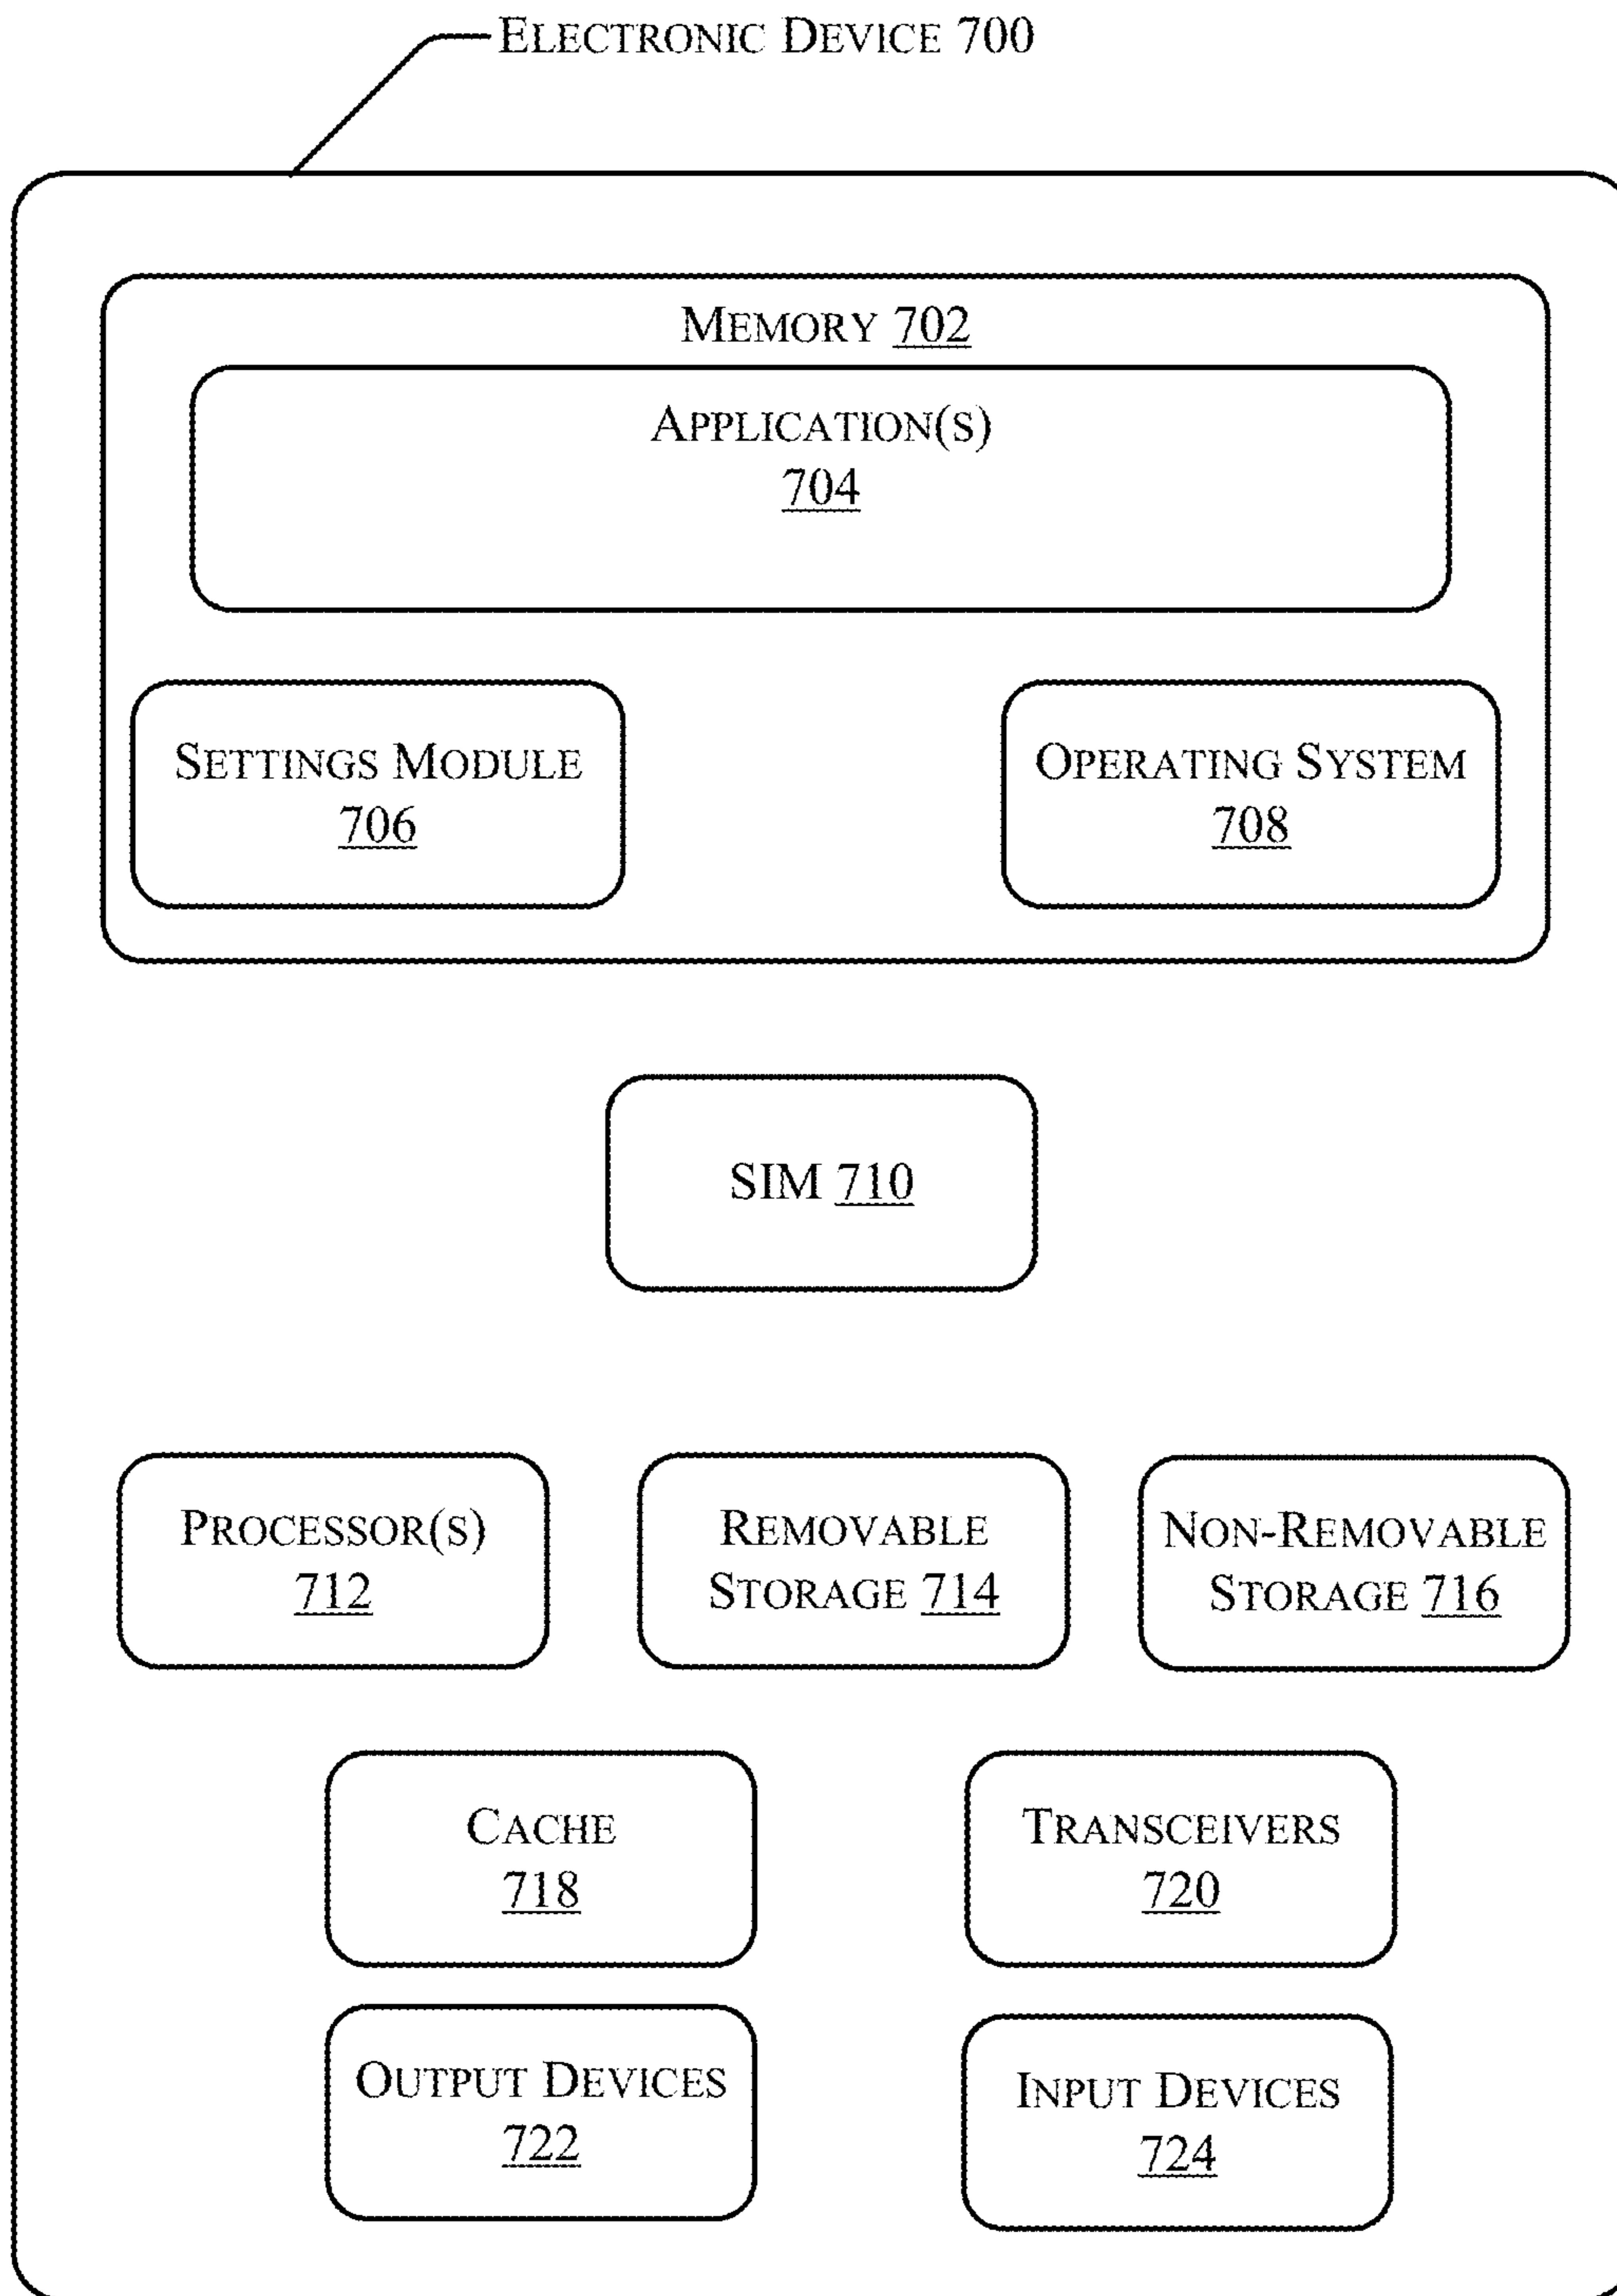 ELECTRONIC DEVICE 700
MEMORY 702
APPLICATION(S)
704
SETTINGS MODULE
706
OPERATING SYSTEM
708
SIM 710
PROCESSOR(S)
712
REMOVABLE
STORAGE 714
NON-REMOVABLE
STORAGE 716
CACHE
718
TRANSCEIVERS
720
OUTPUT DEVICES
722
INPUT DEVICES
724